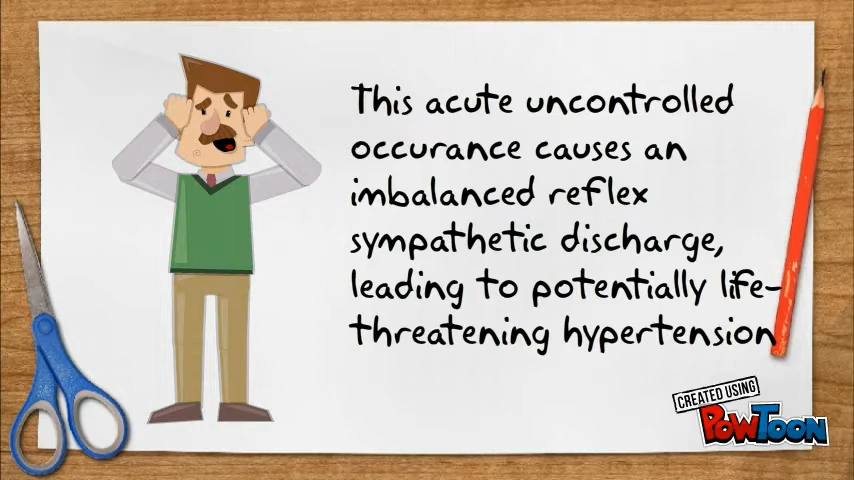 This acute uncontrolled
occurance causes an
imbalanced reflex
sympathetic discharge,
leading to potentially life-
threatening hypertension
CREATED USING
POWTOON